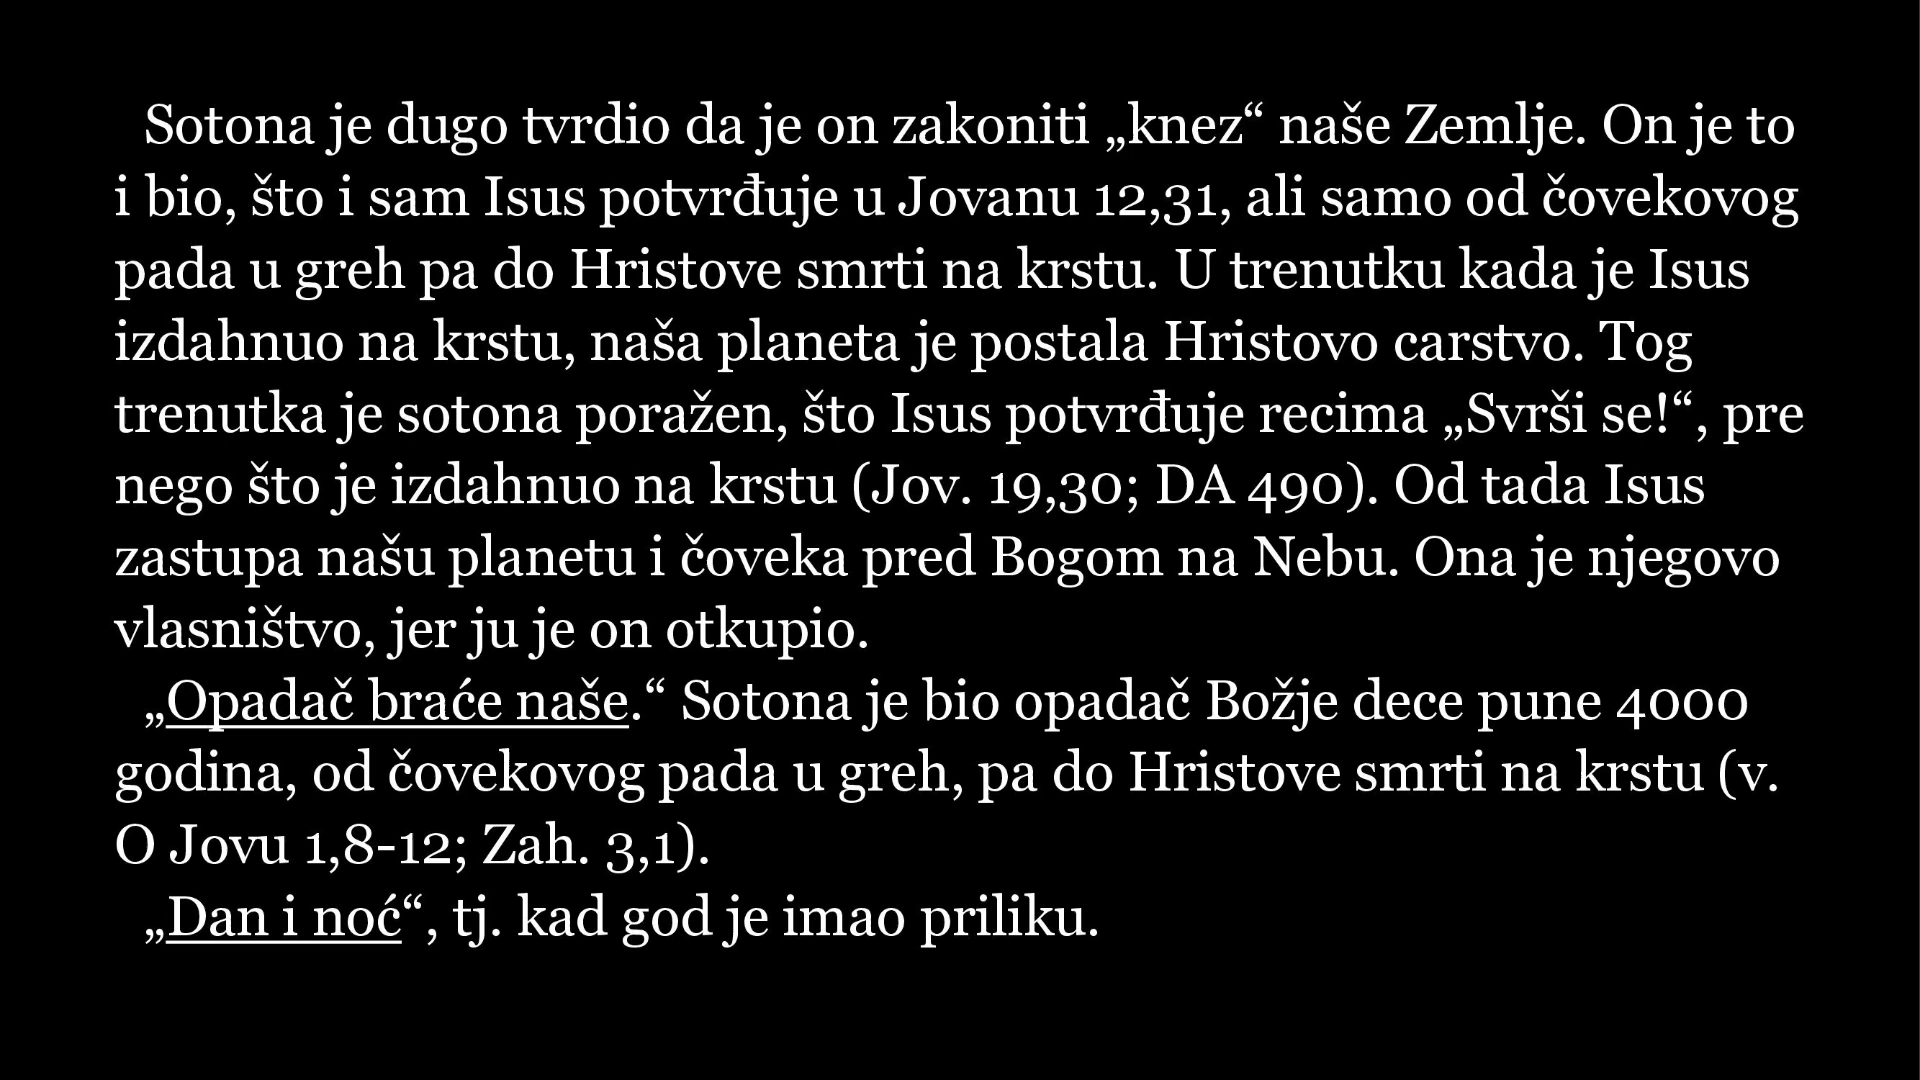 Sotona je dugo tvrdio da je on zakoniti „knez“ naše Zemlje. On je to
i bio, što i sam Isus potvrđuje u Jovanu 12,31, ali samo od čovekovog
pada u greh pa do Hristove smrti na krstu. U trenutku kada je Isus
izdahnuo na krstu, naša planeta je postala Hristovo carstvo. Tog
trenutka je sotona poražen, što Isus potvrđuje recima „Svrši se!“, pre
nego što je izdahnuo na krstu (Jov. 19,30; DA 490). Od tada Isus
zastupa našu planetu i čoveka pred Bogom na Nebu. Ona je njegovo
vlasništvo, jer ju je on otkupio.
„Opadač braće naše.“ Sotona je bio opadač Božje dece pune 4000
godina, od čovekovog pada u greh, pa do Hristove smrti na krstu (v.
O Jovu 1,8-12; Zah. 3,1).
„Dan i noć“, tj. kad god je imao priliku.